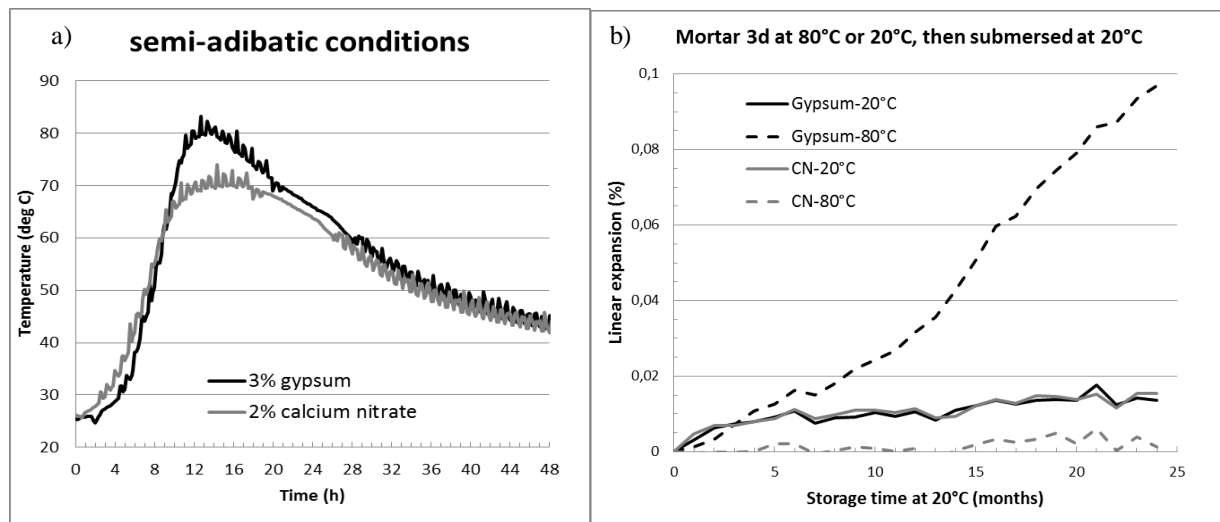 a)
semi-adibatic conditions
Temperature (deg C)
90
80
70
60
50
40
30
20
3% gypsum
2% calcium nitrate
0 4 8 12 16 20 24 28 32 36 40 44 48
Time (h)
b)
Mortar 3d at 80°C or 20°C, then submersed at 20°C
Linear expansion (%)
0,1
0,08
0,06
0,04
0,02
0
Gypsum-20°C
Gypsum-80°C
CN-20°C
CN-80°C
0 5 10 15 20 25
Storage time at 20°C (months)